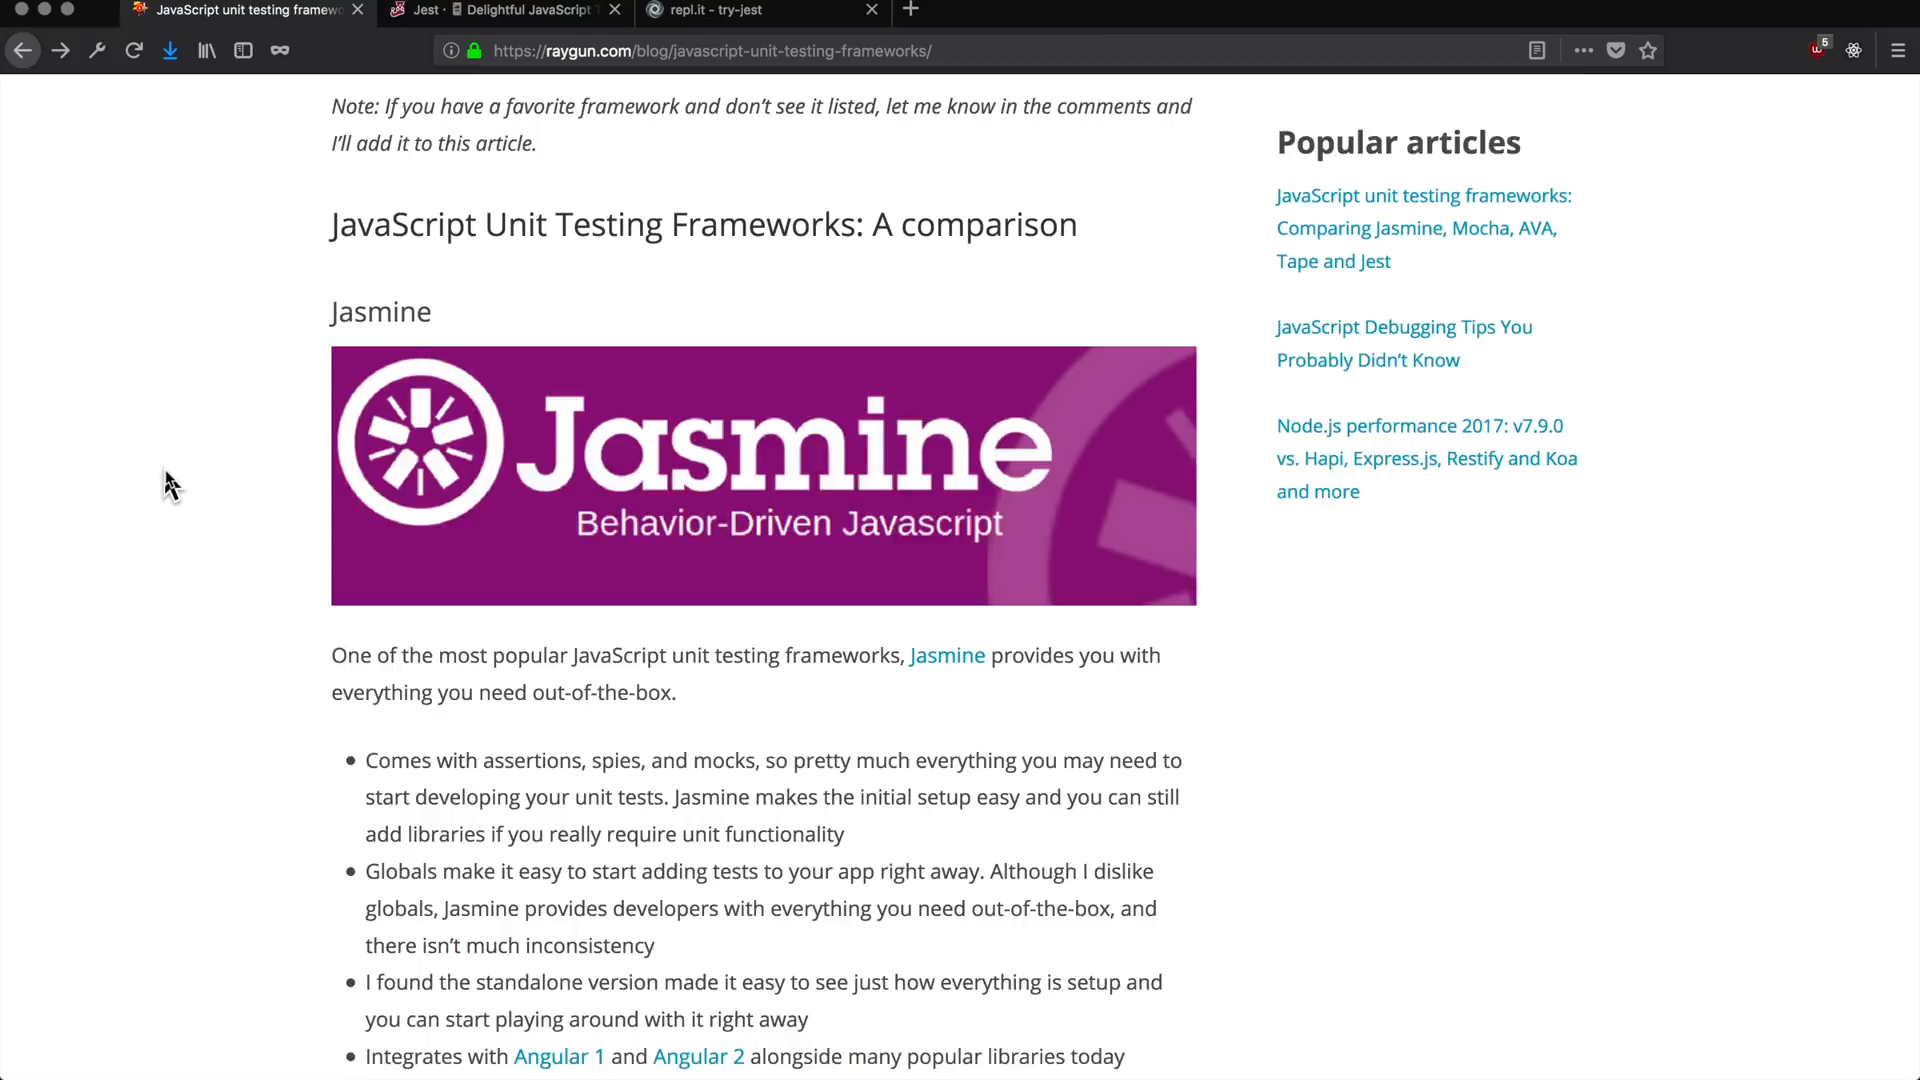 JavaScript unit testing framew
Jest · Delightful JavaScript T
repl.it - try-jest
https://raygun.com/blog/javascript-unit-testing-frameworks/
5
Note: If you have a favorite framework and don't see it listed, let me know in the comments and
I'll add it to this article.
JavaScript Unit Testing Frameworks: A comparison
Jasmine
Jasmine
Behavior-Driven Javascript
One of the most popular JavaScript unit testing frameworks, Jasmine provides you with
everything you need out-of-the-box.
• Comes with assertions, spies, and mocks, so pretty much everything you may need to
start developing your unit tests. Jasmine makes the initial setup easy and you can still
add libraries if you really require unit functionality
• Globals make it easy to start adding tests to your app right away. Although I dislike
globals, Jasmine provides developers with everything you need out-of-the-box, and
there isn't much inconsistency
• I found the standalone version made it easy to see just how everything is setup and
you can start playing around with it right away
• Integrates with Angular 1 and Angular 2 alongside many popular libraries today
Popular articles
JavaScript unit testing frameworks:
Comparing Jasmine, Mocha, AVA,
Tape and Jest
JavaScript Debugging Tips You
Probably Didn't Know
Node.js performance 2017: v7.9.0
vs. Hapi, Express.js, Restify and Koa
and more